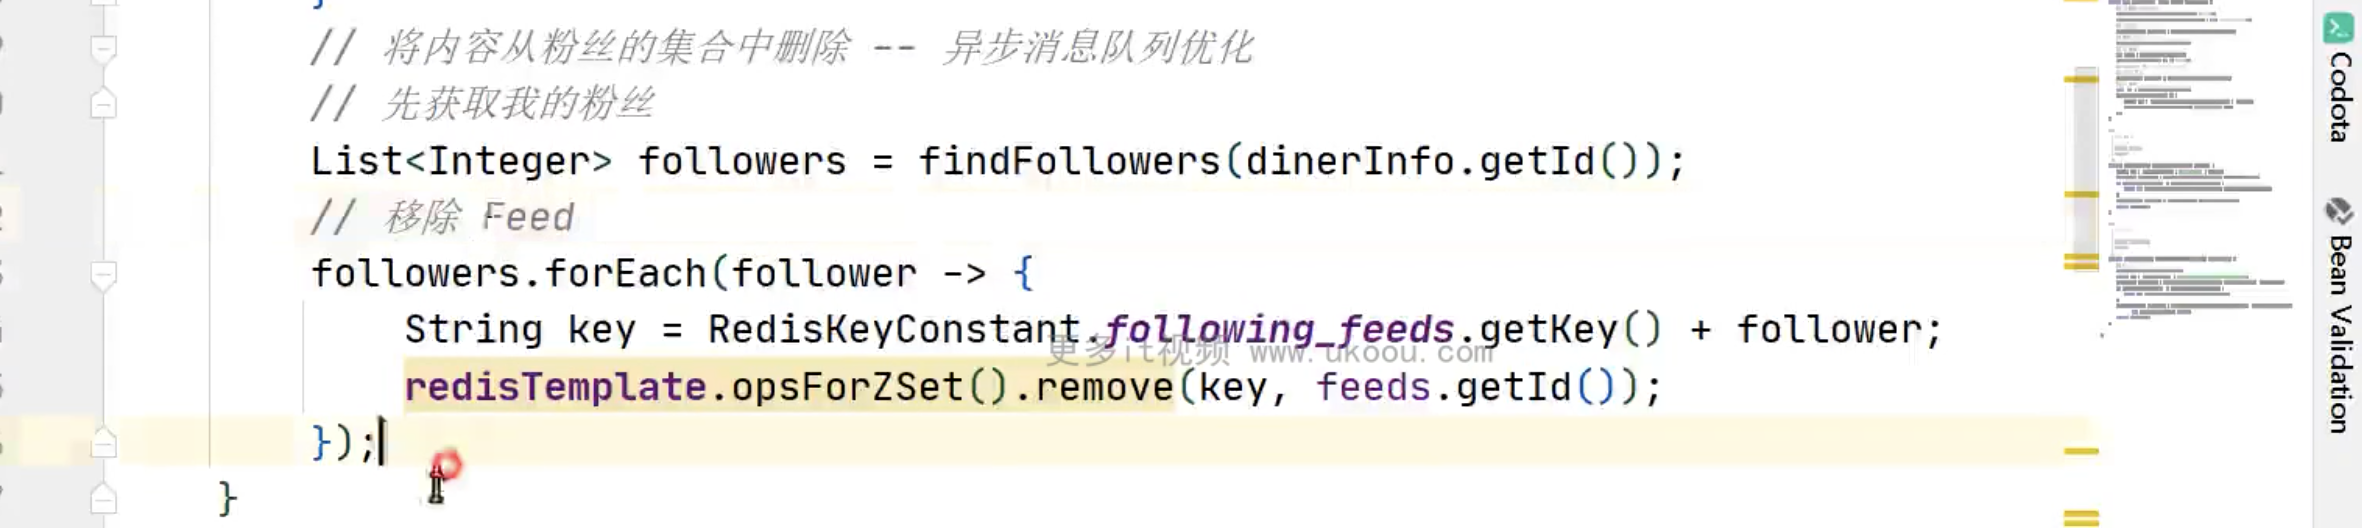 }
// 将内容从粉丝的集合中删除 -- 异步消息队列优化
// 先获取我的粉丝
List<Integer> followers = findFollowers(dinerInfo.getId());
// 移除 Feed
followers.forEach(follower -> {
String key = RedisKeyConstant.following_feeds.getKey() + follower;
更多it视频 www.ukoou.com
redisTemplate.opsForZSet().remove(key, feeds.getId());
});
}
Codota
Bean Validation